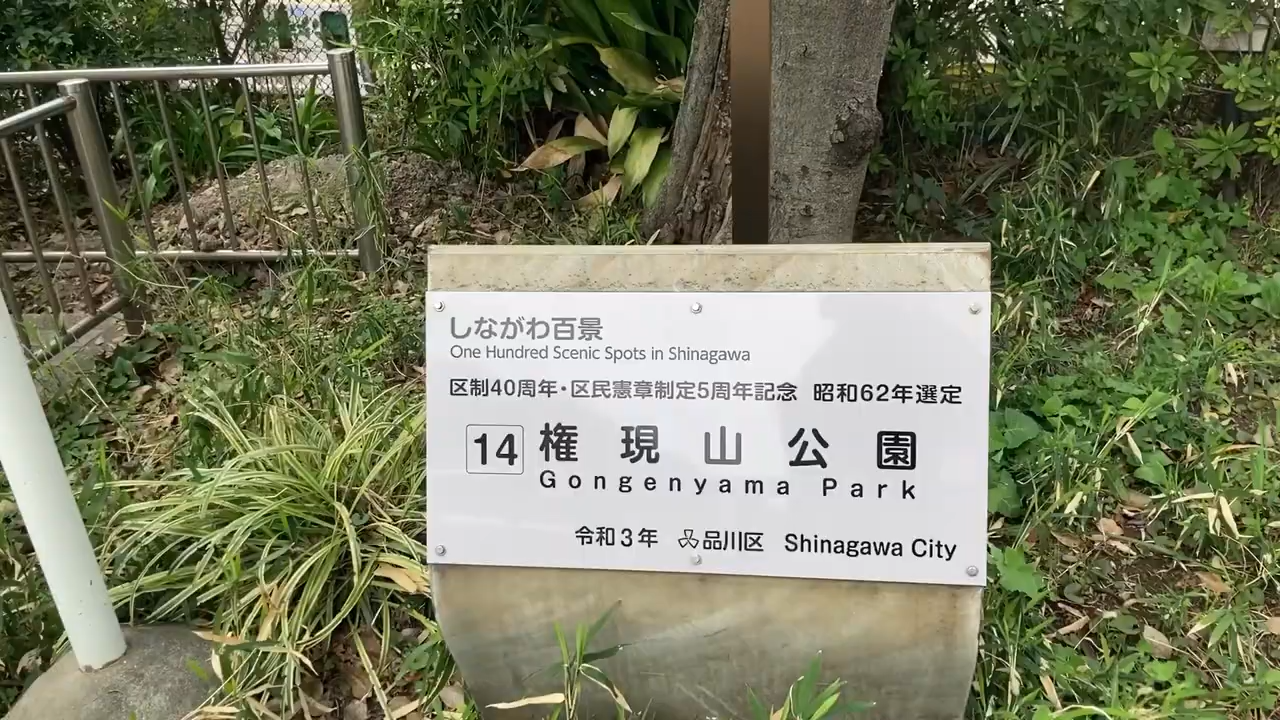 しながわ百景
One Hundred Scenic Spots in Shinagawa
区制40周年・区民憲章制定5周年記念 昭和62年選定
14 権現山公園
Gongenyama Park
令和3年 品川区 Shinagawa City